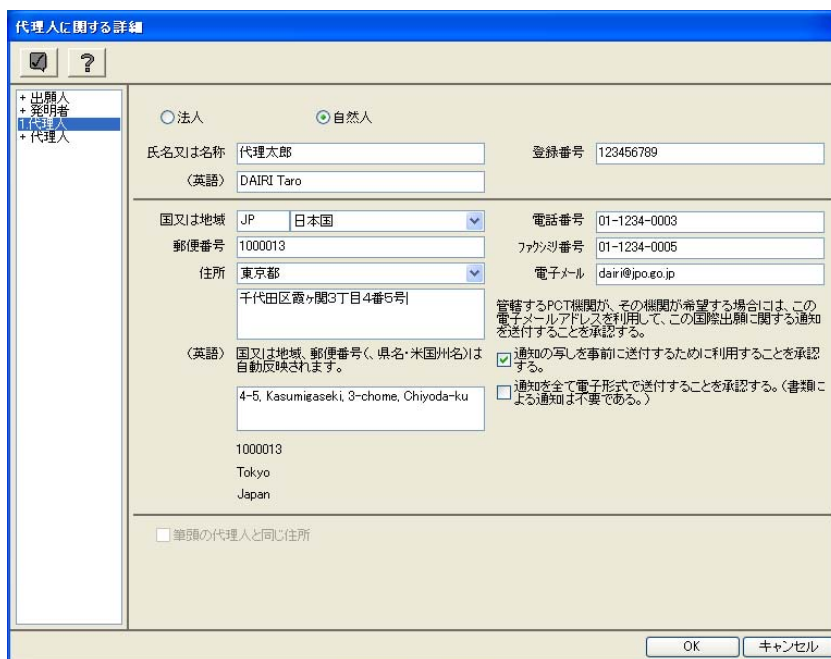 代理人に関する詳細
+ 出願人
+ 発明者
1.代理人
+ 代理人
法人
自然人
氏名又は名称
代理太郎
登録番号
123456789
(英語)
DAIRI Taro
国又は地域
JP
日本国
電話番号
01-1234-0003
郵便番号
1000013
ファクシミリ番号
01-1234-0005
住所
東京都
電子メール
dairi@jpo.go.jp
千代田区霞ヶ関3丁目4番5号
管轄するPCT機関が、その機関が希望する場合には、この
電子メールアドレスを利用して、この国際出願に関する通知
を送付することを承認する。
(英語)
国又は地域、郵便番号(、県名・米国州名)は
自動反映されます。
通知の写しを事前に送付するために利用することを承認
する。
通知を全て電子形式で送付することを承認する。(書類に
よる通知は不要である。)
4-5, Kasumigaseki, 3-chome, Chiyoda-ku
1000013
Tokyo
Japan
筆頭の代理人と同じ住所
OK
キャンセル